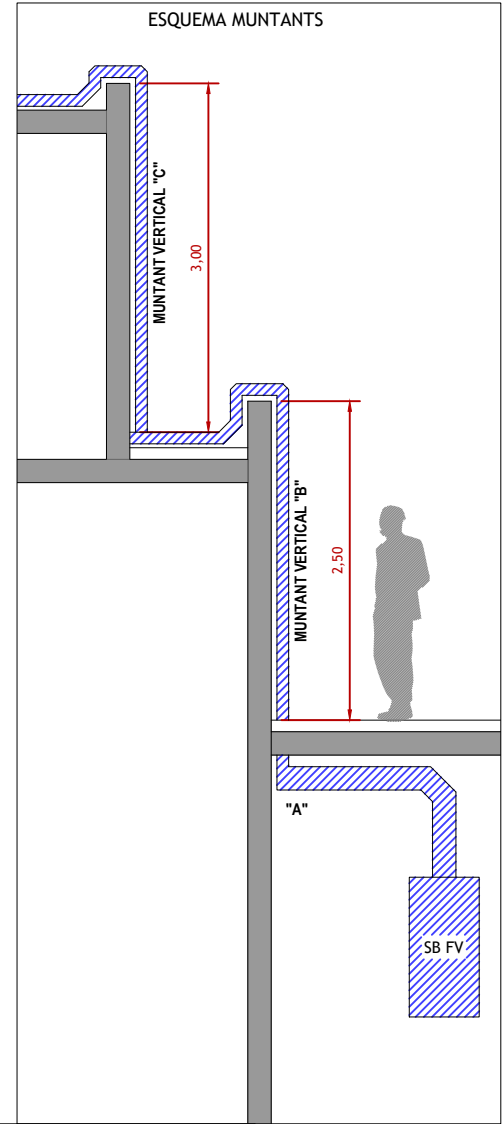 ESQUEMA MUNTANTS
MUNTANT VERTICAL "C"
3,00
MUNTANT VERTICAL "B"
2,50
"A"
SB FV